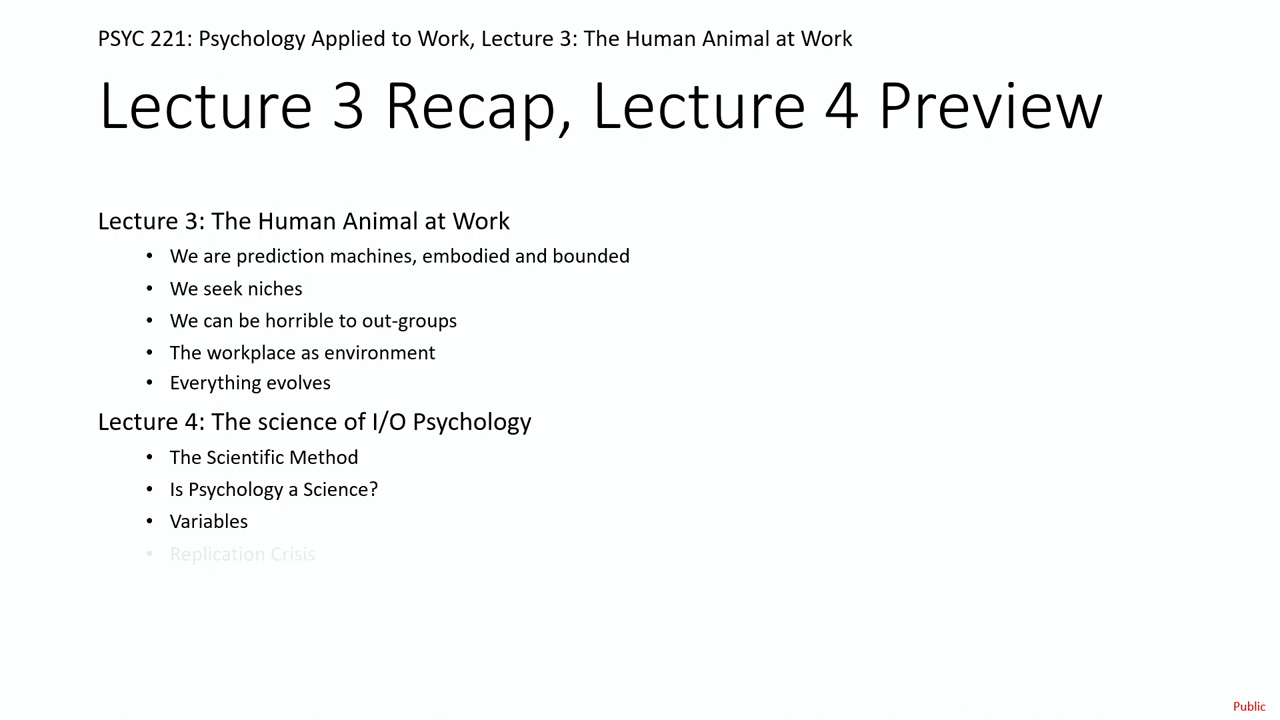 PSYC 221: Psychology Applied to Work, Lecture 3: The Human Animal at Work
Lecture 3 Recap, Lecture 4 Preview
Lecture 3: The Human Animal at Work
• We are prediction machines, embodied and bounded
• We seek niches
• We can be horrible to out-groups
• The workplace as environment
• Everything evolves
Lecture 4: The science of I/O Psychology
• The Scientific Method
• Is Psychology a Science?
• Variables
• Replication Crisis
Public